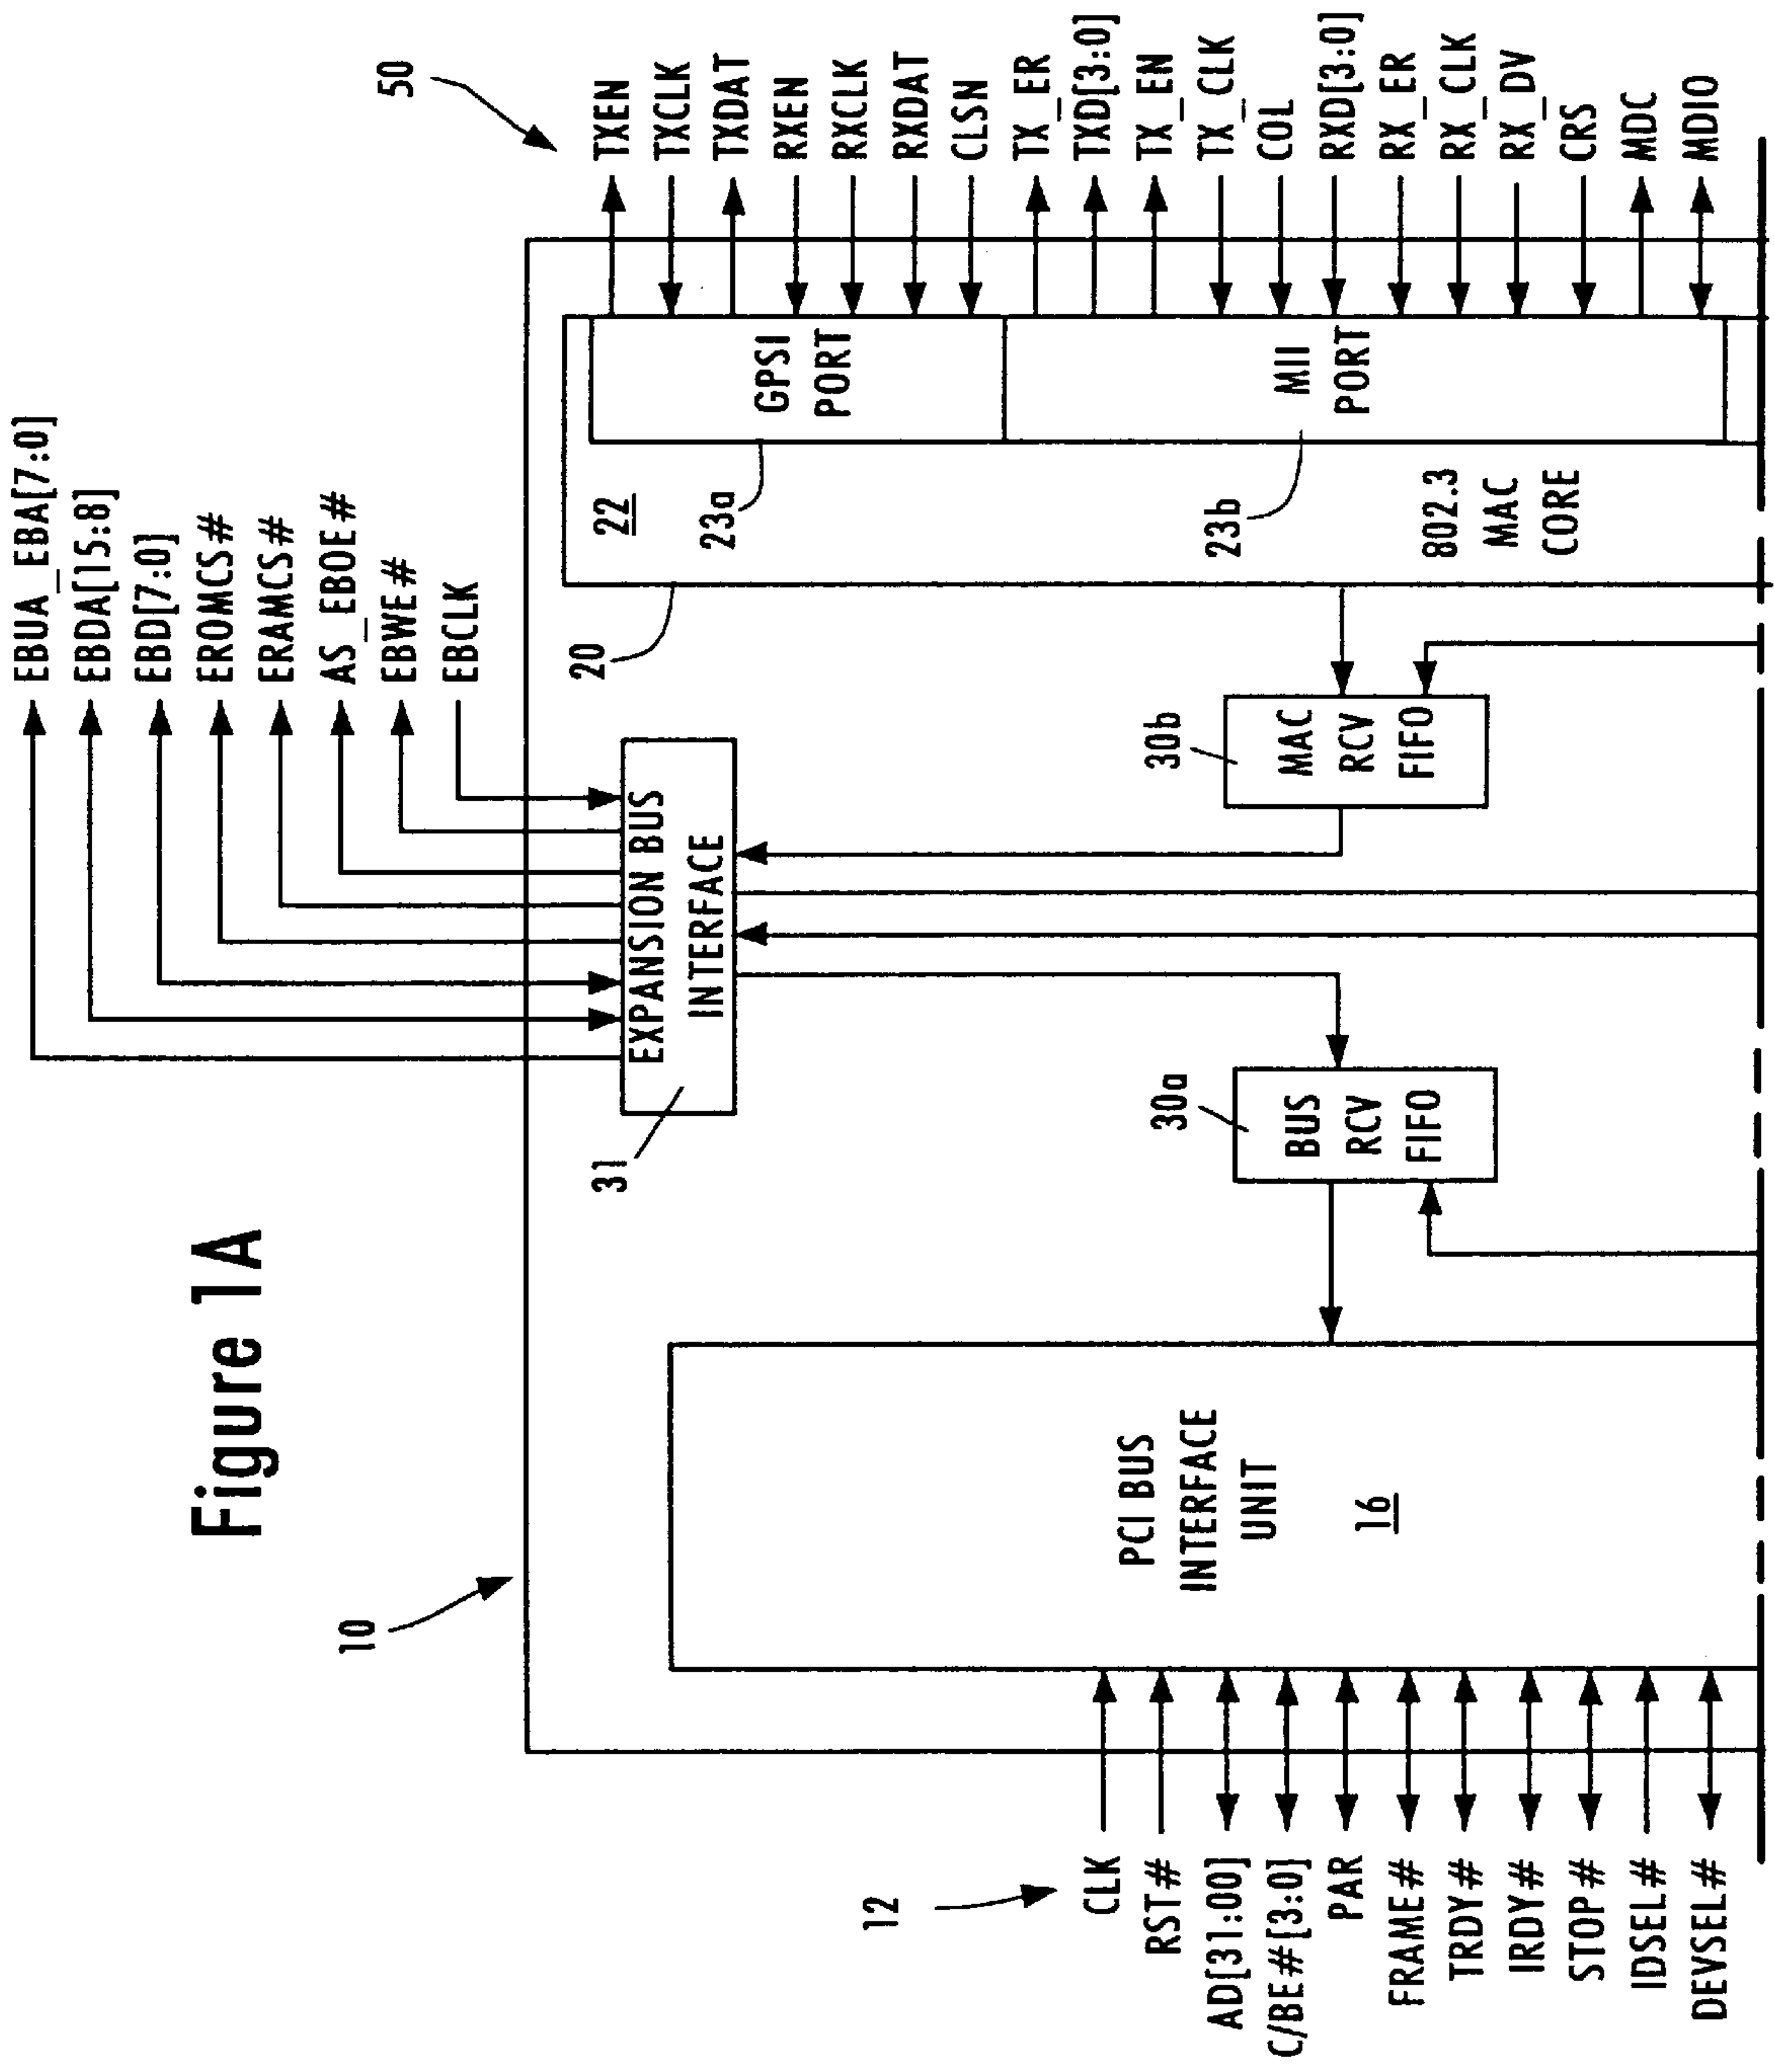 Figure 1A
10
12
CLK
RST#
AD[31:00]
C/BE#[3:0]
PAR
FRAME#
TRDY#
IRDY#
STOP#
IDSEL#
DEVSEL#
PCI BUS
INTERFACE
UNIT
16
EBUA_EBA[7:0]
EBDA[15:8]
EBD[7:0]
EROMCS#
ERAMCS#
AS_EBOE#
EBWE#
EBCLK
31
EXPANSION BUS
INTERFACE
30a
BUS
RCV
FIFO
30b
MAC
RCV
FIFO
20
22
23a
GPSI
PORT
23b
MII
PORT
802.3
MAC
CORE
50
TXEN
TXCLK
TXDAT
RXEN
RXCLK
RXDAT
CLSN
TX_ER
TXD[3:0]
TX_EN
TX_CLK
COL
RXD[3:0]
RX_ER
RX_CLK
RX_DV
CRS
MDC
MDIO